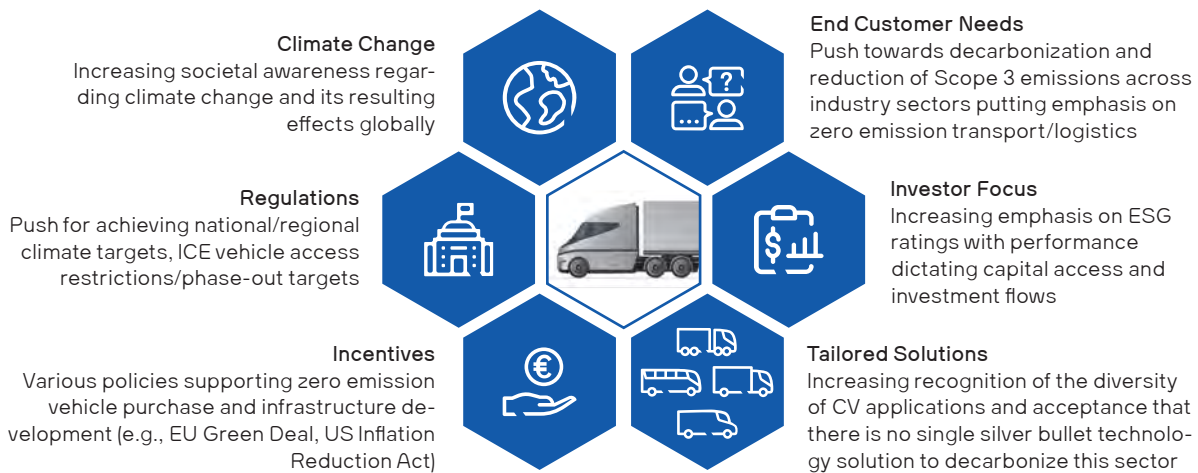 Climate Change
Increasing societal awareness regar-
ding climate change and its resulting
effects globally
End Customer Needs
Push towards decarbonization and
reduction of Scope 3 emissions across
industry sectors putting emphasis on
zero emission transport/logistics
?
...
Regulations
Push for achieving national/regional
climate targets, ICE vehicle access
restrictions/phase-out targets
Investor Focus
Increasing emphasis on ESG
ratings with performance
dictating capital access and
investment flows
$
Incentives
Various policies supporting zero emission
vehicle purchase and infrastructure de-
velopment (e.g., EU Green Deal, US Inflation
Reduction Act)
€
Tailored Solutions
Increasing recognition of the diversity
of CV applications and acceptance that
there is no single silver bullet technolo-
gy solution to decarbonize this sector